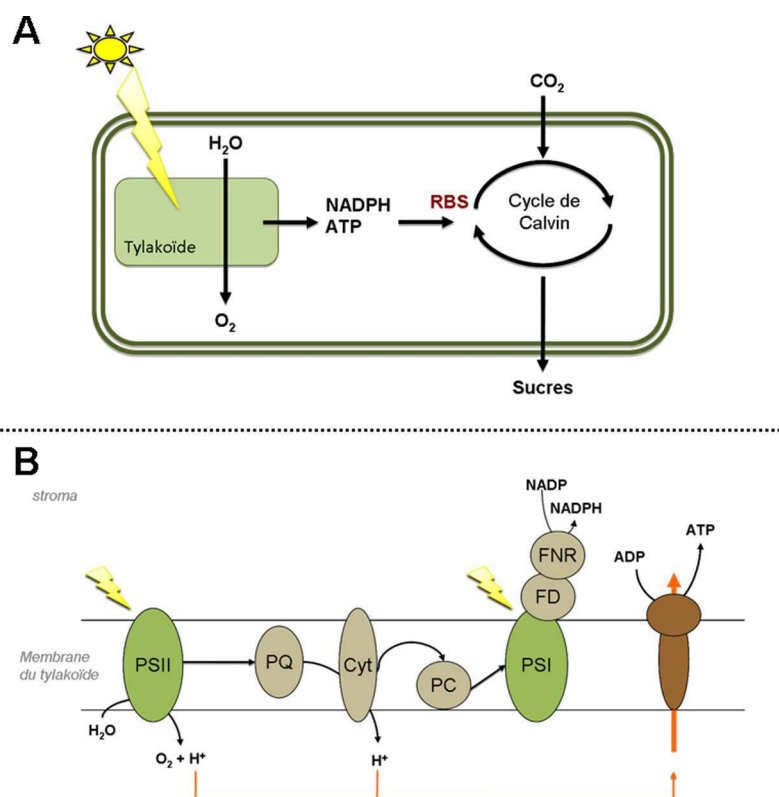 A
CO₂
H₂O
NADPH
ATP
RBS
Cycle de
Calvin
Tylakoïde
O₂
Sucres
B
stroma
NADP
NADPH
FNR
ADP
ATP
FD
PSII
PQ
Cyt
PC
PSI
Membrane
du tylakoïde
H₂O
O₂ + H⁺
H⁺